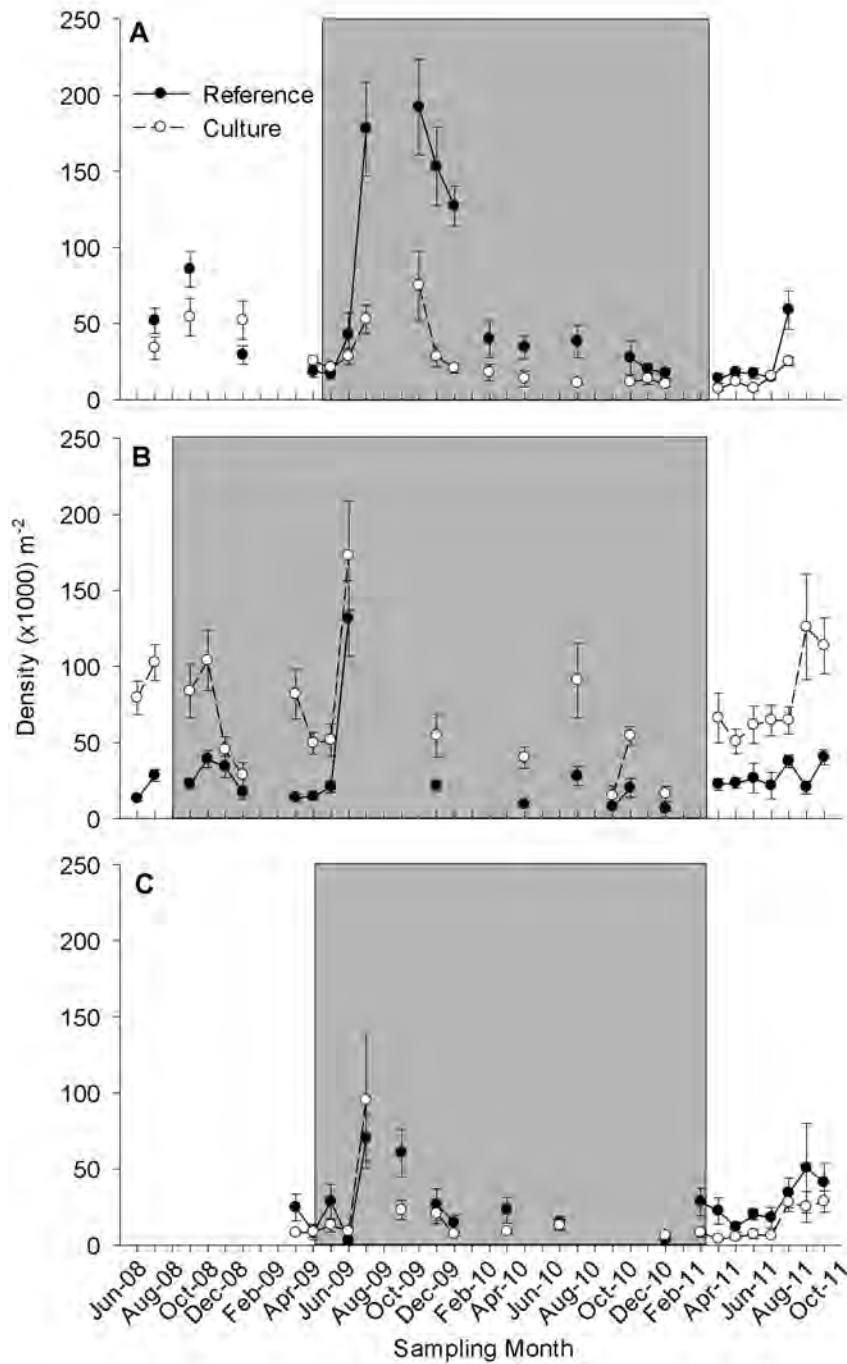 250
A
200
Reference
Culture
150
100
50
0
250
B
200
150
100
50
0
Density (x1000) m-2
250
C
200
150
100
50
0
Jun-08
Aug-08
Oct-08
Dec-08
Feb-09
Apr-09
Jun-09
Aug-09
Oct-09
Dec-09
Feb-10
Apr-10
Jun-10
Aug-10
Oct-10
Dec-10
Feb-11
Apr-11
Jun-11
Aug-11
Oct-11
Sampling Month